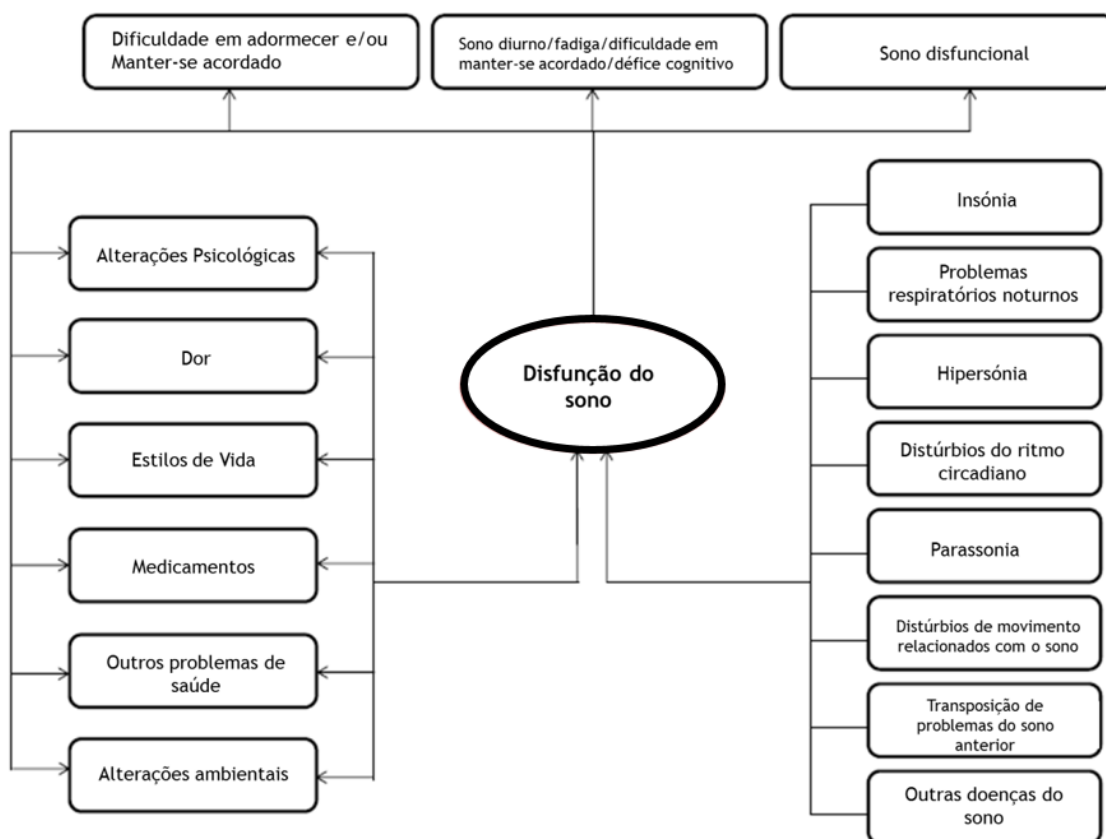 Dificuldade em adormecer e/ou
Manter-se acordado
Sono diurno/fadiga/dificuldade em
manter-se acordado/défice cognitivo
Sono disfuncional
Alterações Psicológicas
Dor
Estilos de Vida
Medicamentos
Outros problemas de
saúde
Alterações ambientais
Disfunção do
sono
Insónia
Problemas
respiratórios noturnos
Hipersónia
Distúrbios do ritmo
circadiano
Parassonia
Distúrbios de movimento
relacionados com o sono
Transposição de
problemas do sono
anterior
Outras doenças do
sono